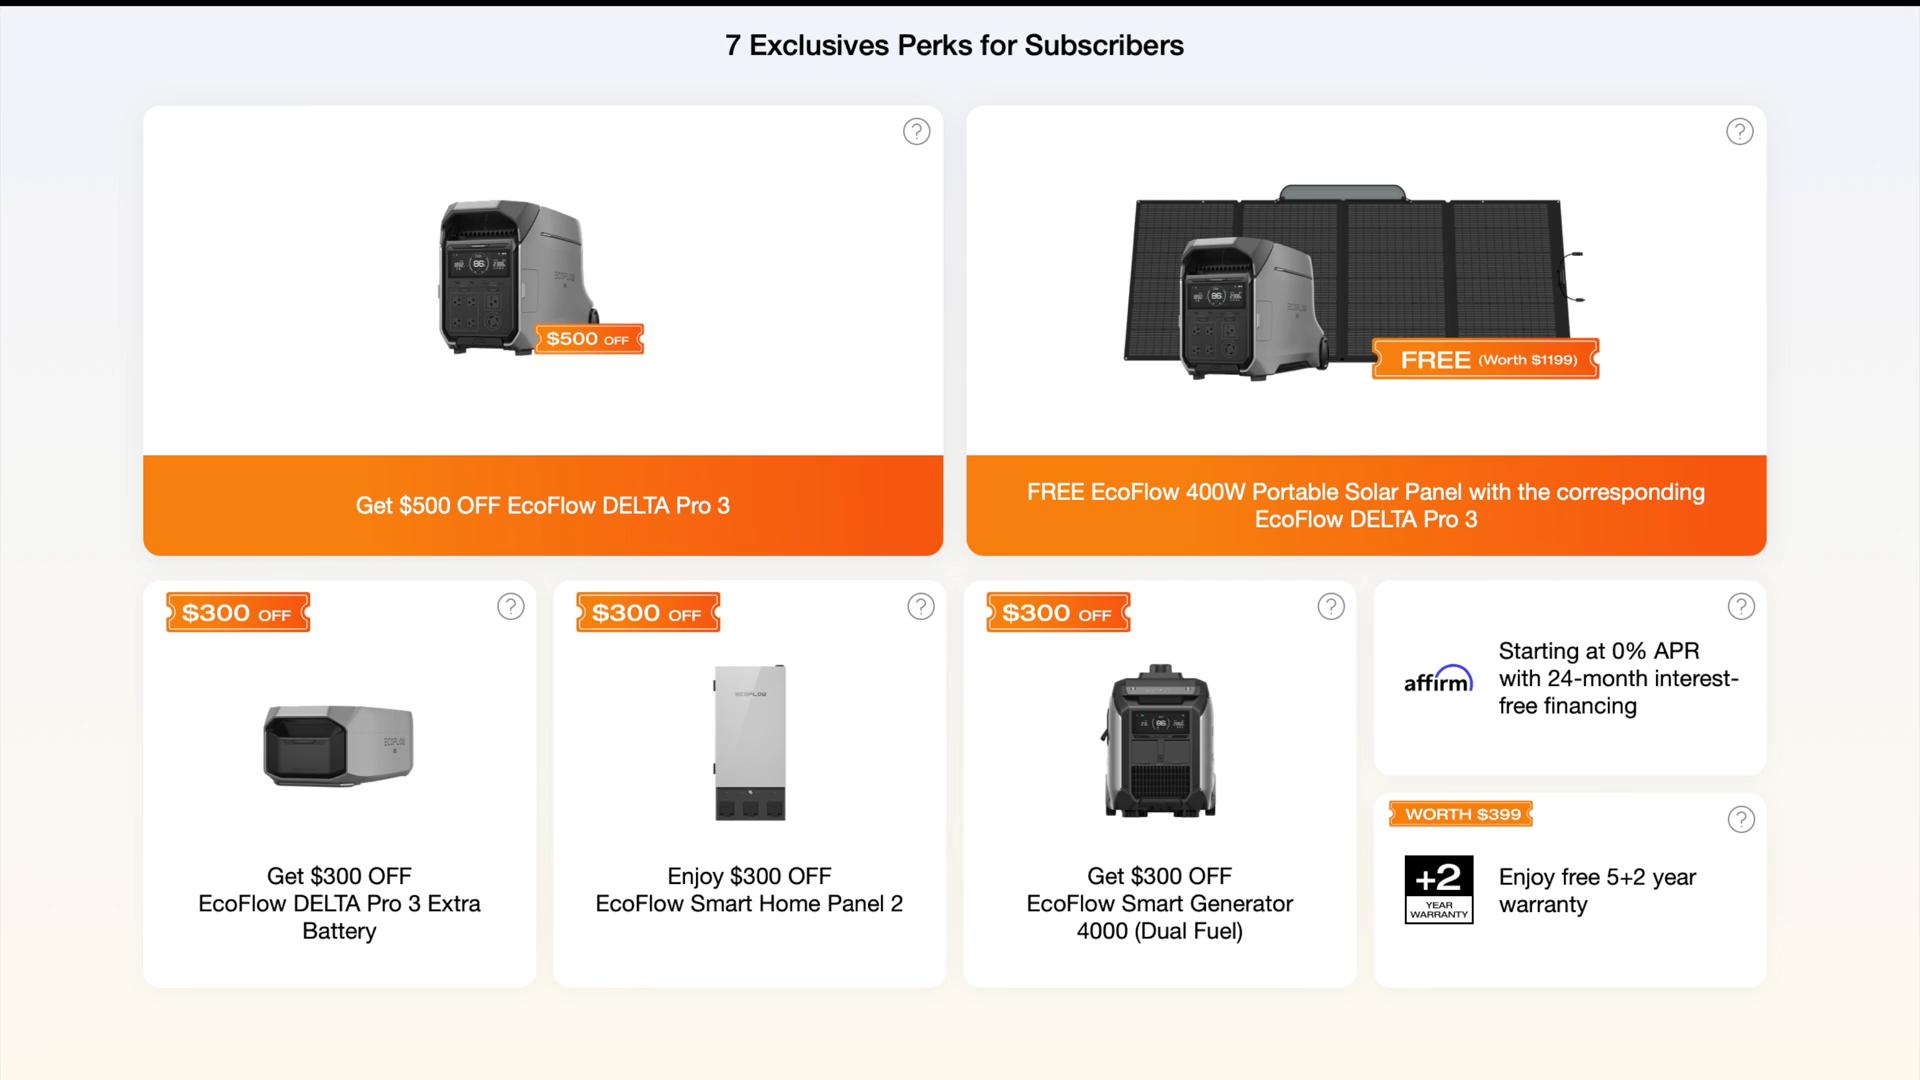 7 Exclusives Perks for Subscribers
$500 OFF
Get $500 OFF EcoFlow DELTA Pro 3
FREE (Worth $1199)
FREE EcoFlow 400W Portable Solar Panel with the corresponding
EcoFlow DELTA Pro 3
$300 OFF
ECOFLOW
Get $300 OFF
EcoFlow DELTA Pro 3 Extra
Battery
$300 OFF
ECOFLOW
Enjoy $300 OFF
EcoFlow Smart Home Panel 2
$300 OFF
Get $300 OFF
EcoFlow Smart Generator
4000 (Dual Fuel)
affirm
Starting at 0% APR
with 24-month interest-
free financing
WORTH $399
+2
YEAR
WARRANTY
Enjoy free 5+2 year
warranty